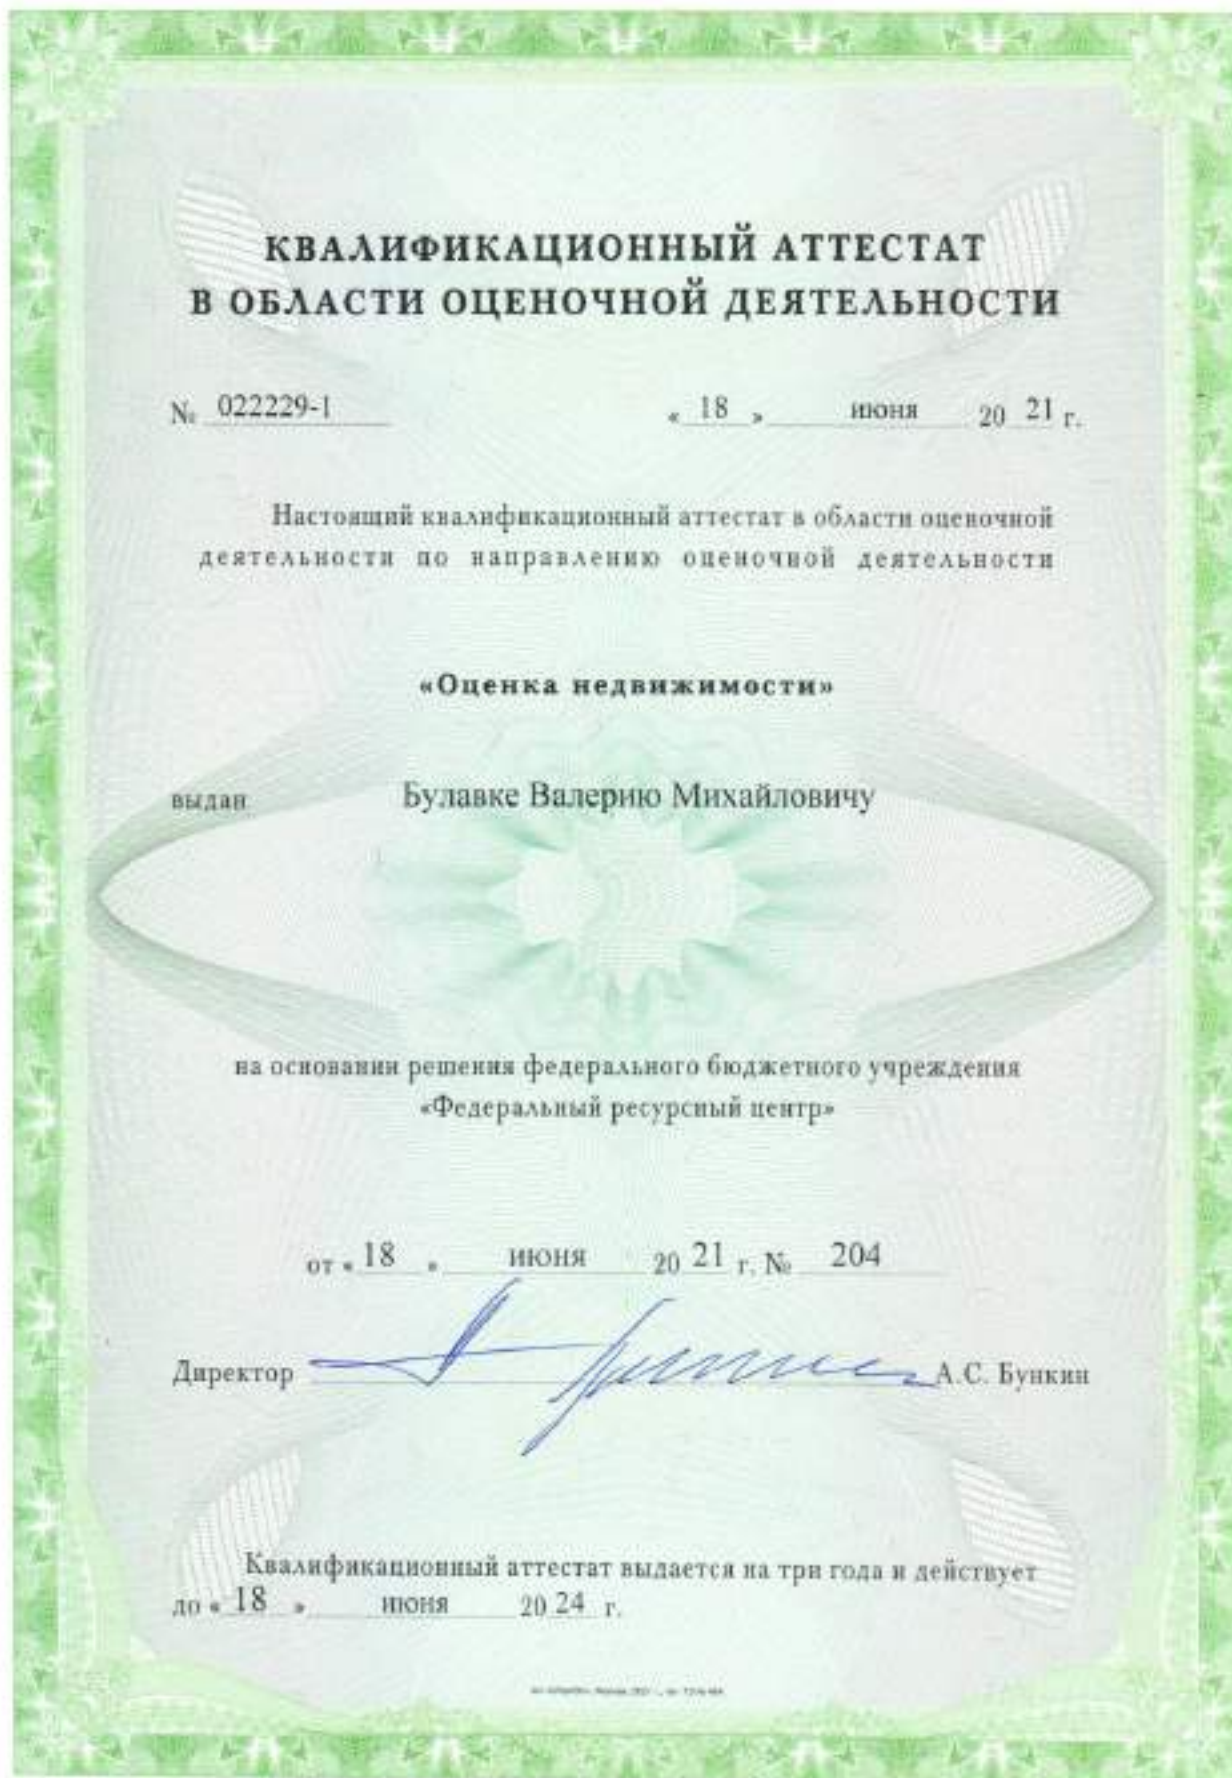 КВАЛИФИКАЦИОННЫЙ АТТЕСТАТ
В ОБЛАСТИ ОЦЕНОЧНОЙ ДЕЯТЕЛЬНОСТИ
№ 022229-1 « 18 » июня 20 21 г.
Настоящий квалификационный аттестат в области оценочной
деятельности по направлению оценочной деятельности
«Оценка недвижимости»
выдан Булавке Валерию Михайловичу
на основании решения федерального бюджетного учреждения
«Федеральный ресурсный центр»
от « 18 » июня 20 21 г. № 204
Директор А.С. Бункин
Квалификационный аттестат выдается на три года и действует
до « 18 » июня 20 24 г.